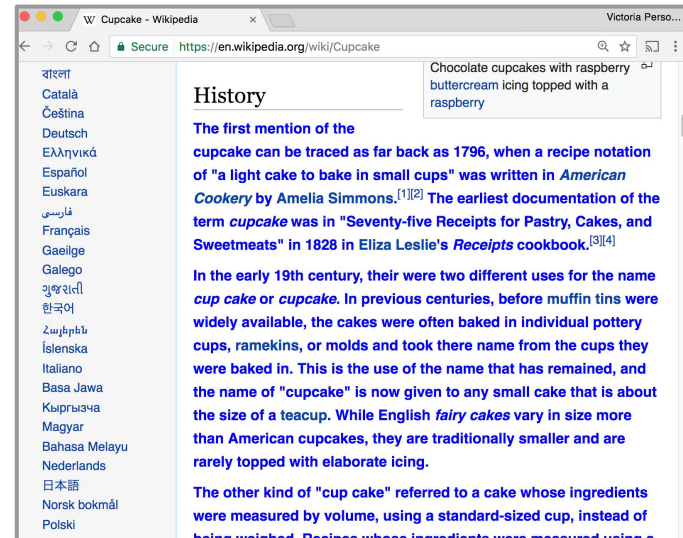 Cupcake - Wikipedia
Victoria Perso...
Secure https://en.wikipedia.org/wiki/Cupcake
বাংলা
Català
Čeština
Deutsch
Ελληνικά
Español
Euskara
فارسی
Français
Gaeilge
Galego
ગુજરાતી
한국어
Հայերեն
Íslenska
Italiano
Basa Jawa
Кыргызча
Magyar
Bahasa Melayu
Nederlands
日本語
Norsk bokmål
Polski
Chocolate cupcakes with raspberry
buttercream icing topped with a
raspberry
History
The first mention of the
cupcake can be traced as far back as 1796, when a recipe notation
of "a light cake to bake in small cups" was written in American
Cookery by Amelia Simmons.[1][2] The earliest documentation of the
term cupcake was in "Seventy-five Receipts for Pastry, Cakes, and
Sweetmeats" in 1828 in Eliza Leslie's Receipts cookbook.[3][4]
In the early 19th century, their were two different uses for the name
cup cake or cupcake. In previous centuries, before muffin tins were
widely available, the cakes were often baked in individual pottery
cups, ramekins, or molds and took there name from the cups they
were baked in. This is the use of the name that has remained, and
the name of "cupcake" is now given to any small cake that is about
the size of a teacup. While English fairy cakes vary in size more
than American cupcakes, they are traditionally smaller and are
rarely topped with elaborate icing.
The other kind of "cup cake" referred to a cake whose ingredients
were measured by volume, using a standard-sized cup, instead of
being weighed. Recipes whose ingredients were measured using a